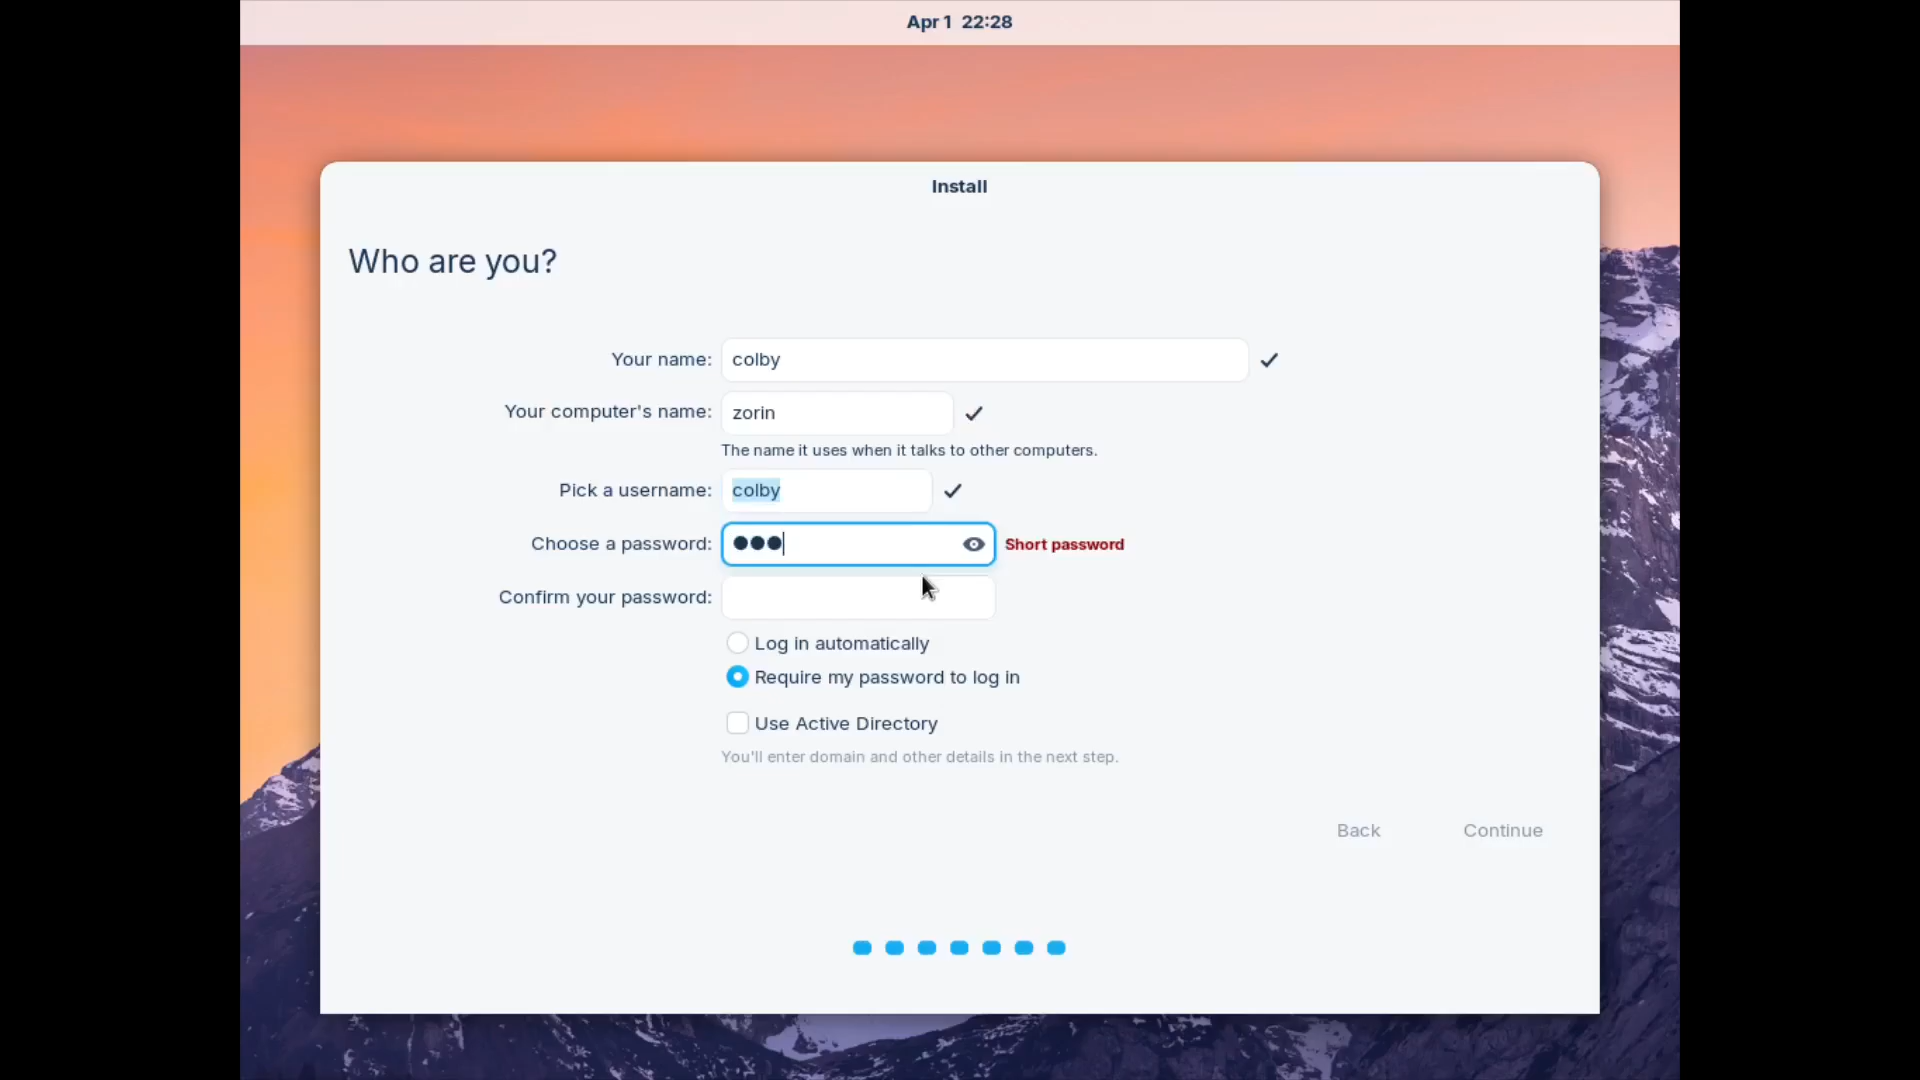 Apr 1 22:28
Install
Who are you?
Your name: colby
Your computer's name: zorin
The name it uses when it talks to other computers.
Pick a username: colby
Choose a password: ●●● Short password
Confirm your password:
Log in automatically
Require my password to log in
Use Active Directory
You'll enter domain and other details in the next step.
Back Continue